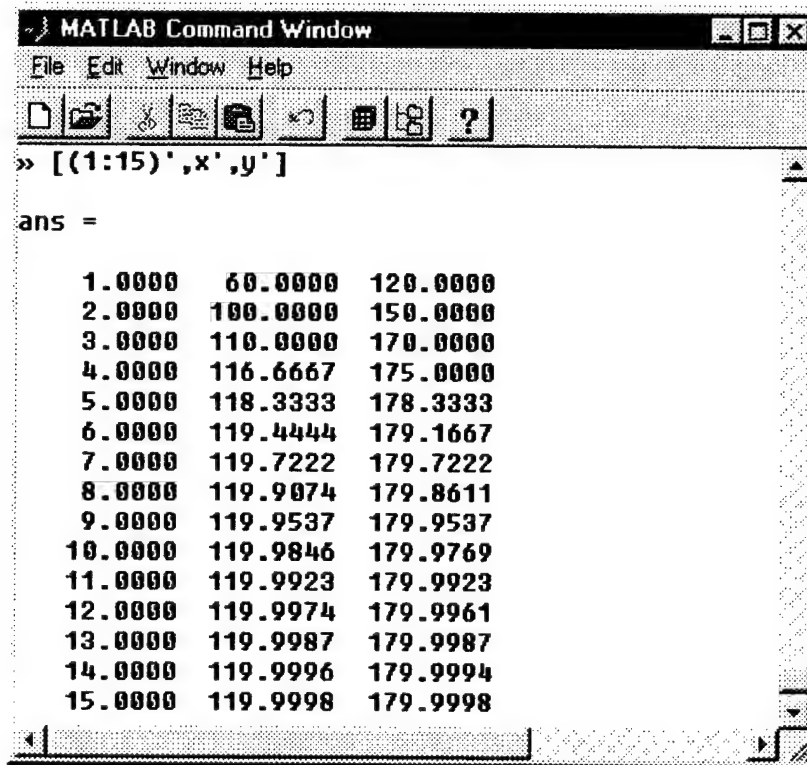 MATLAB Command Window
File Edit Window Help
?
» [(1:15)',x',y']
ans =
1.0000 60.0000 120.0000
2.0000 100.0000 150.0000
3.0000 110.0000 170.0000
4.0000 116.6667 175.0000
5.0000 118.3333 178.3333
6.0000 119.4444 179.1667
7.0000 119.7222 179.7222
8.0000 119.9074 179.8611
9.0000 119.9537 179.9537
10.0000 119.9846 179.9769
11.0000 119.9923 179.9923
12.0000 119.9974 179.9961
13.0000 119.9987 179.9987
14.0000 119.9996 179.9994
15.0000 119.9998 179.9998